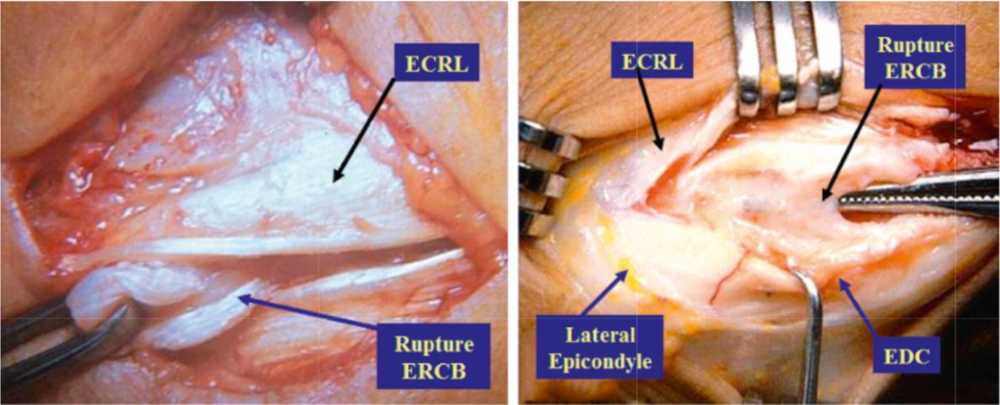 ECRL
Rupture
ERCB
ECRL
Rupture
ERCB
Lateral
Epicondyle
EDC